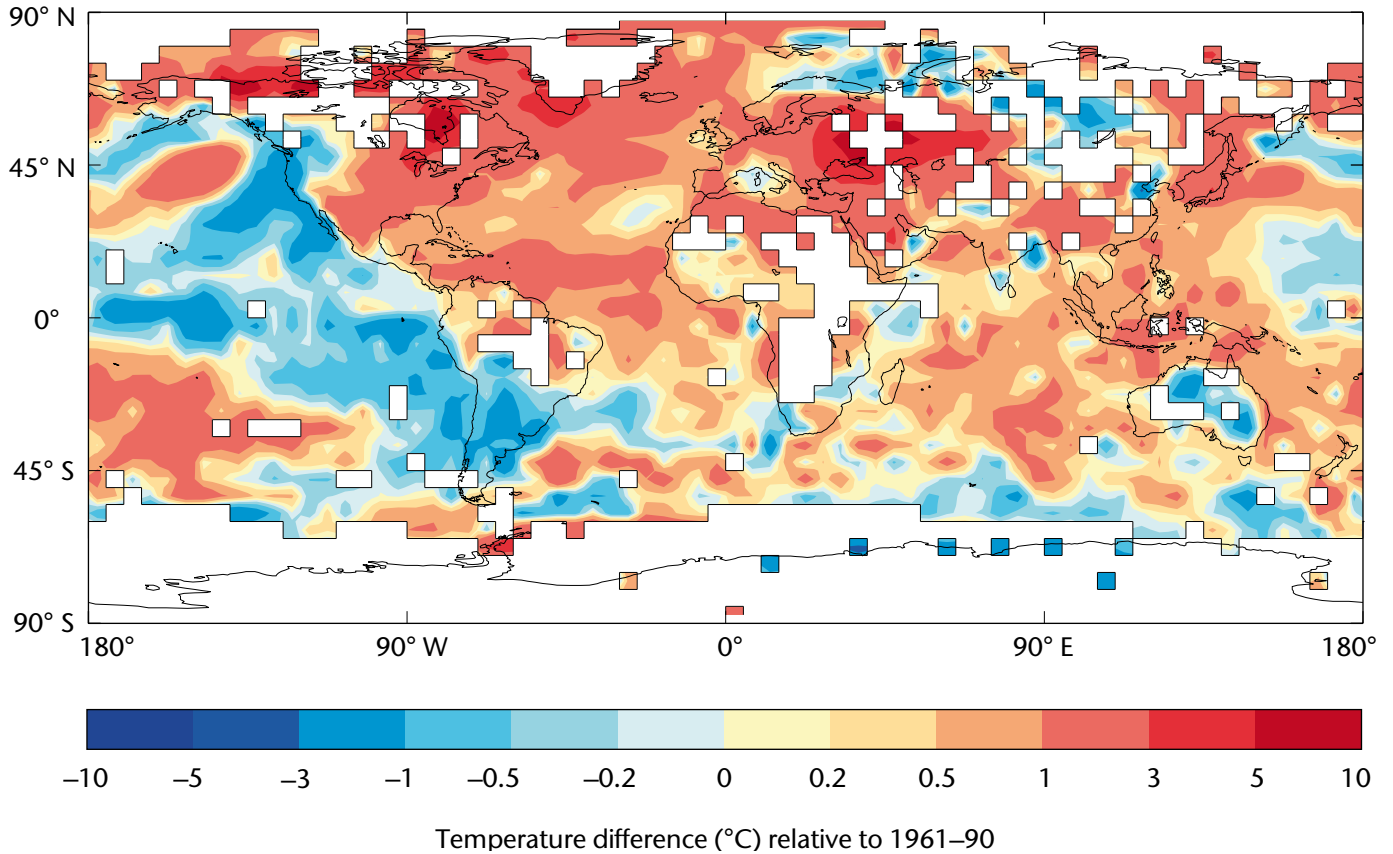 90° N
45° N
0°
45° S
90° S
180° 90° W 0° 90° E 180°
–10 –5 –3 –1 –0.5 –0.2 0 0.2 0.5 1 3 5 10
Temperature difference (°C) relative to 1961–90